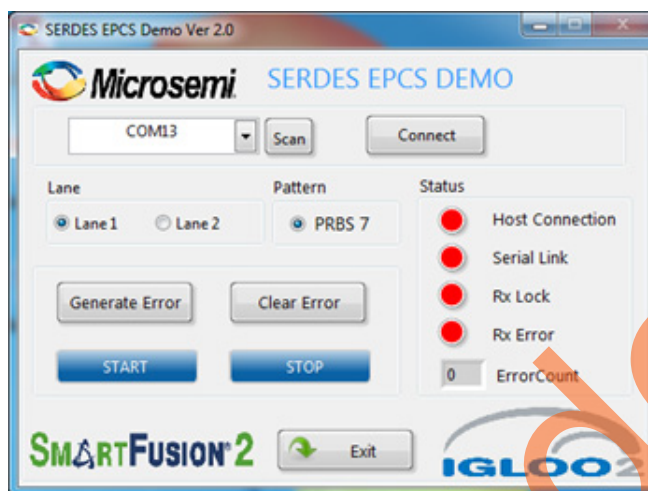 SERDES EPCS Demo Ver 2.0
Microsemi SERDES EPCS DEMO
COM13 Scan Connect
Lane Pattern Status
Lane 1 Lane 2 PRBS 7 Host Connection
Serial Link
Generate Error Clear Error Rx Lock
Rx Error
START STOP 0 ErrorCount
SMARTFUSION®2 Exit IGLOO2